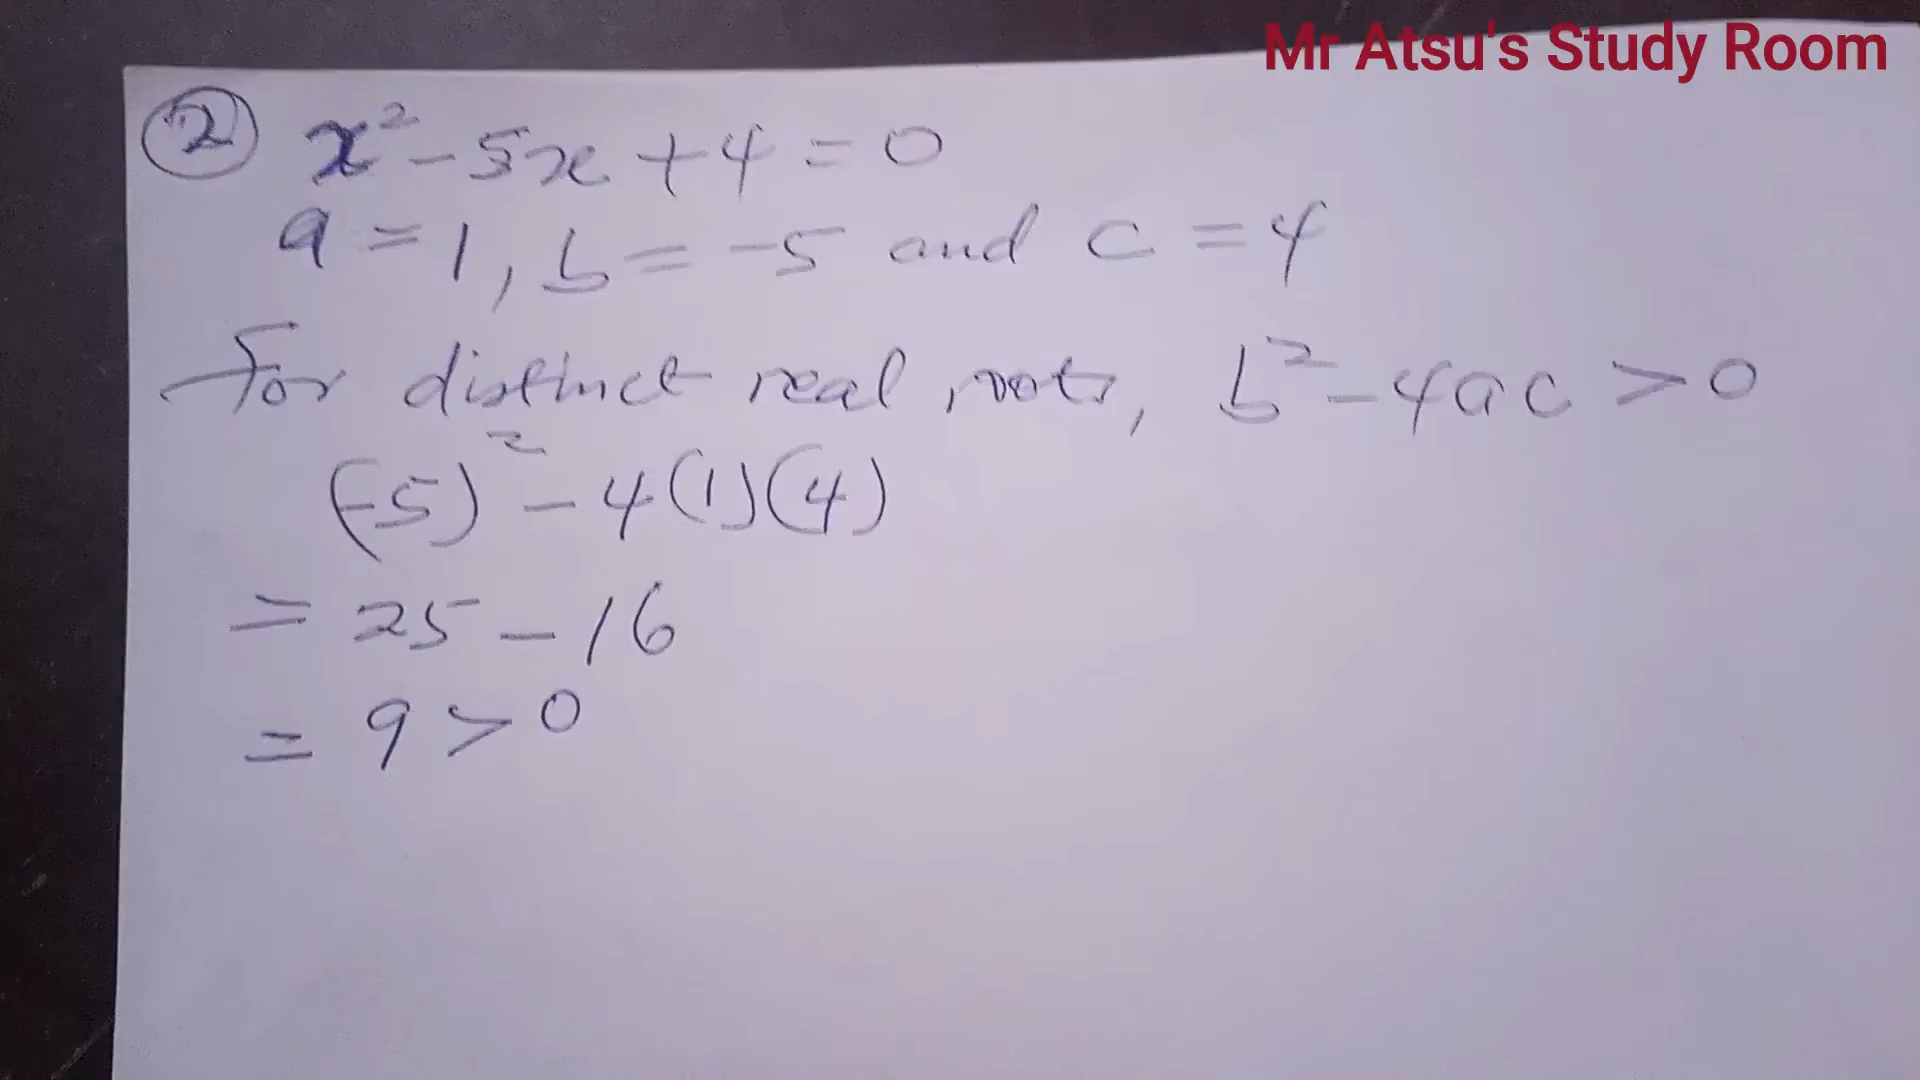 Mr Atsu's Study Room
② x² - 5x + 4 = 0
a = 1, b = -5 and c = 4
For distinct real roots, b² - 4ac > 0
(-5)² - 4(1)(4)
= 25 - 16
= 9 > 0